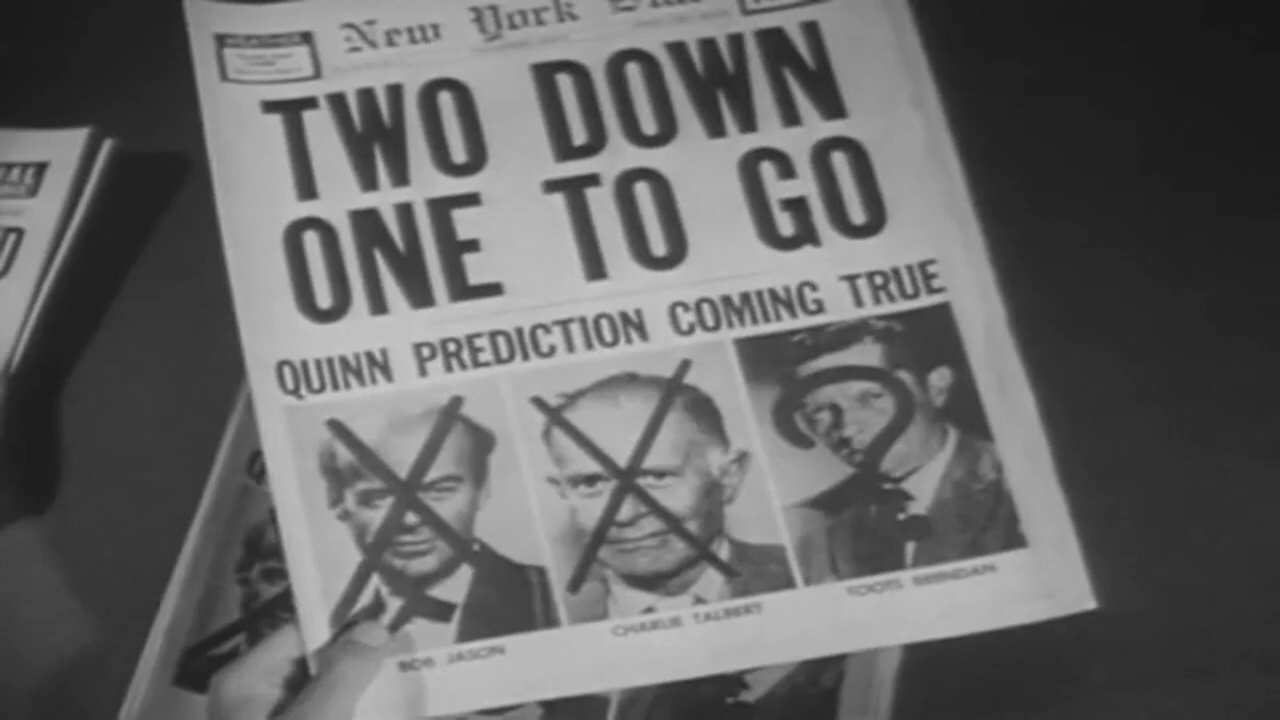 New York
TWO DOWN
ONE TO GO
QUINN PREDICTION COMING TRUE
BOB JASON
CHARLIE TALBERT
TOOTS BRENDAN